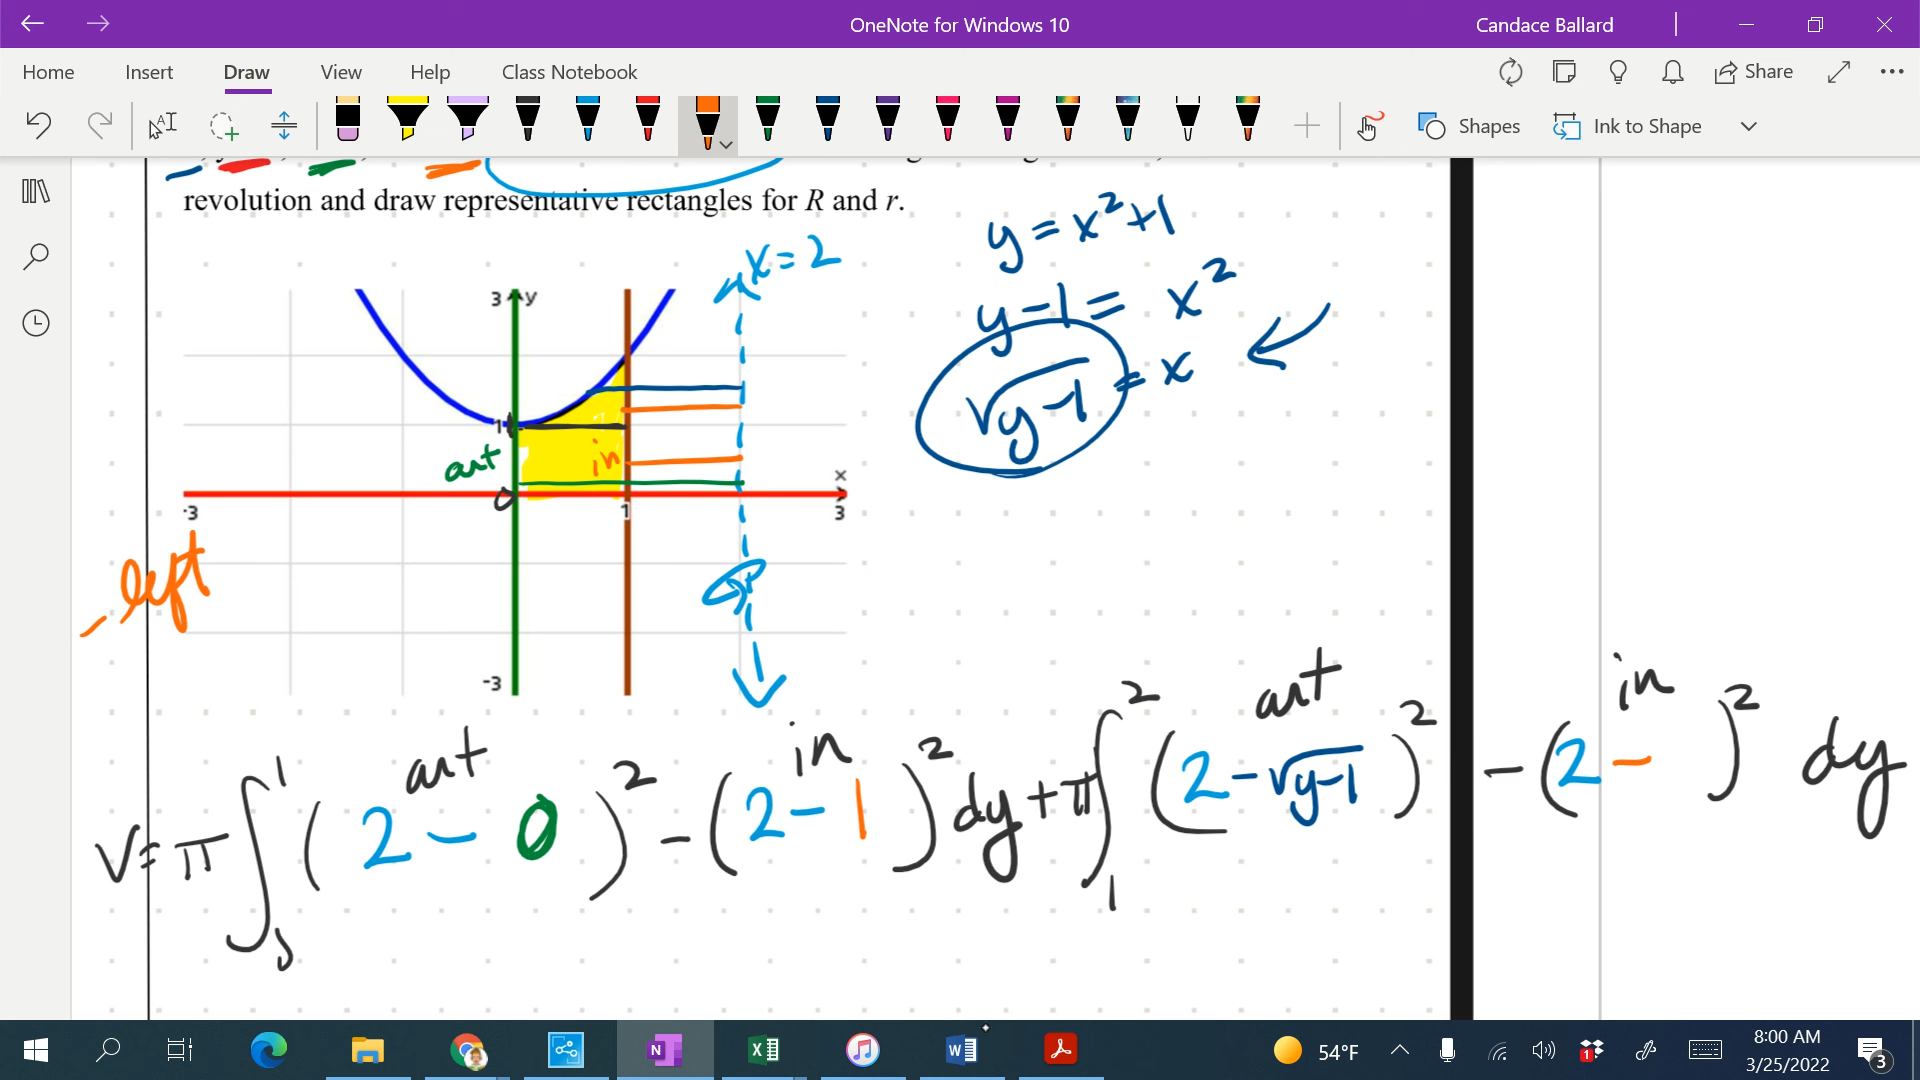 OneNote for Windows 10
Candace Ballard
Home Insert Draw View Help Class Notebook
Share
Shapes Ink to Shape
revolution and draw representative rectangles for R and r.
y = x²+1
x = 2
y-1 = x²
√y-1 = x
3 y
1
out in
0
x
-3 1 3
-left
-3
out in out in
V = π∫₀¹ (2 - 0)² - (2 - 1)² dy + π∫₁² (2 - √y-1)² - (2 - )² dy
54°F
8:00 AM
3/25/2022
3